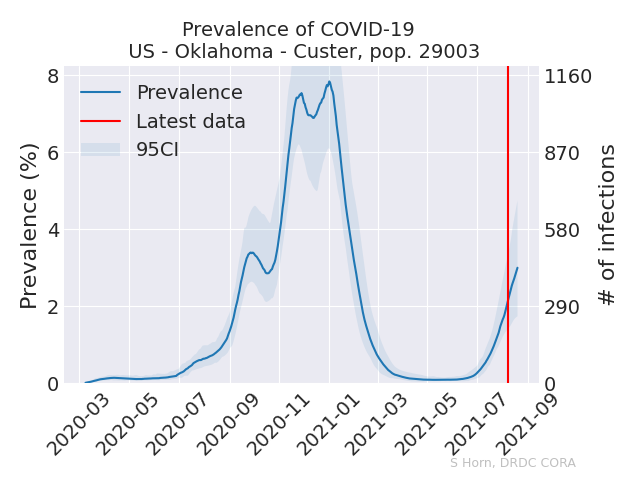 Prevalence of COVID-19
US - Oklahoma - Custer, pop. 29003
Prevalence
Latest data
95CI
Prevalence (%)
8
6
4
2
0
# of infections
1160
870
580
290
0
2020-03
2020-05
2020-07
2020-09
2020-11
2021-01
2021-03
2021-05
2021-07
2021-09
S Horn, DRDC CORA